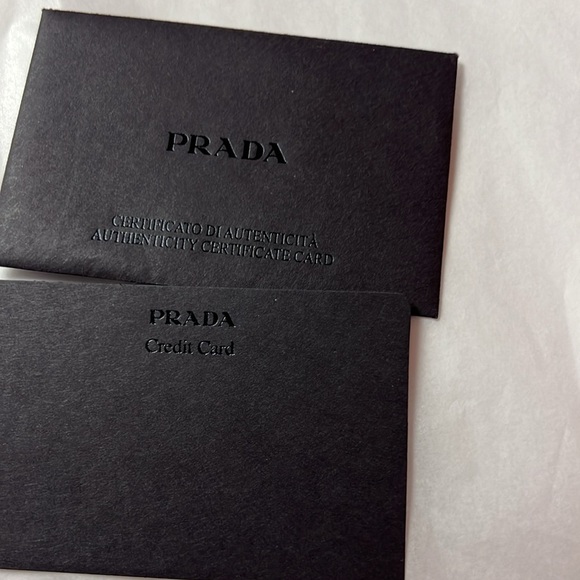 PRADA
CERTIFICATO DI AUTENTICITÀ
AUTHENTICITY CERTIFICATE CARD
PRADA
Credit Card